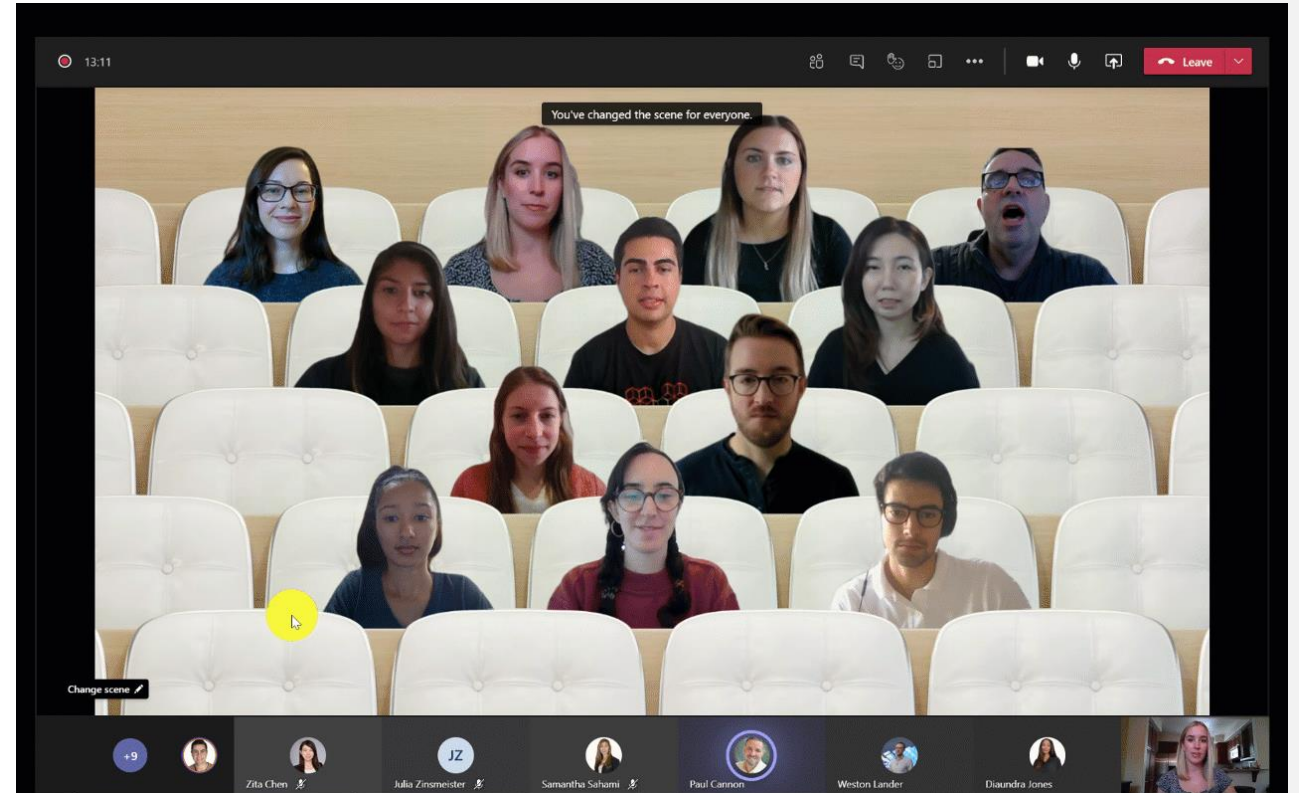 13:11
Leave
You've changed the scene for everyone.
Change scene
+9
Zita Chen
JZ
Julia Zinsmeister
Samantha Sahami
Paul Cannon
Weston Lander
Diaundra Jones